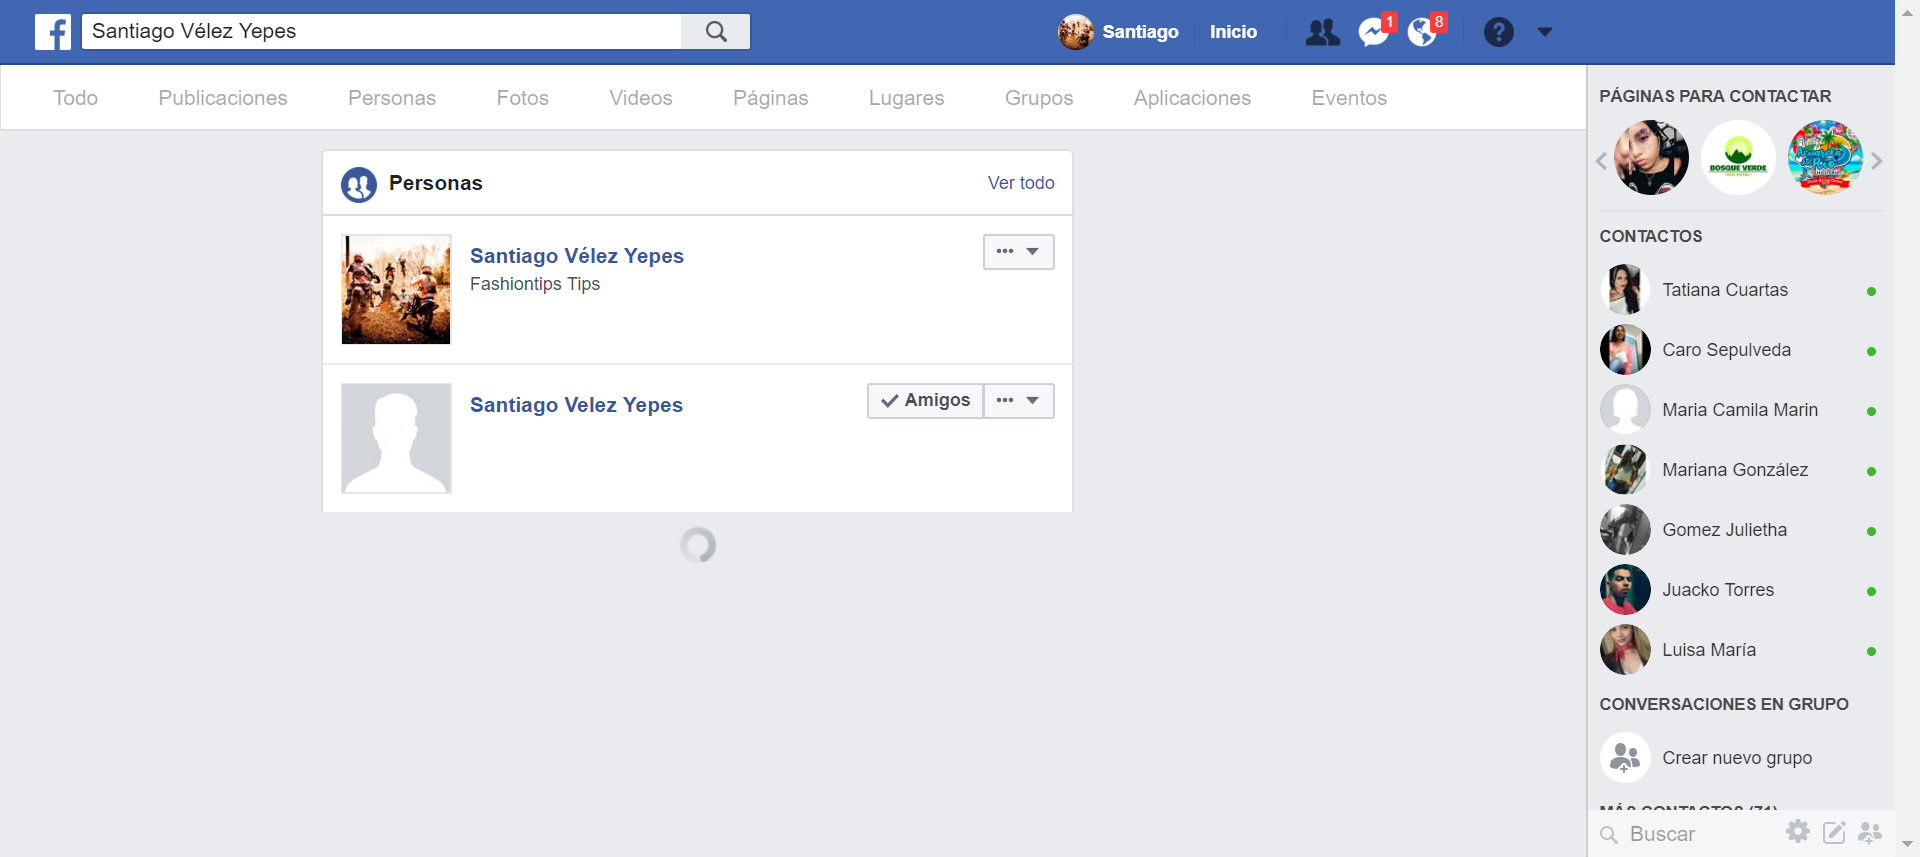 Santiago Vélez Yepes
Santiago
Inicio
1
8
?
Todo
Publicaciones
Personas
Fotos
Videos
Páginas
Lugares
Grupos
Aplicaciones
Eventos
Personas
Ver todo
Santiago Vélez Yepes
Fashiontips Tips
Santiago Velez Yepes
Amigos
PÁGINAS PARA CONTACTAR
BOSQUE VERDE
CONTACTOS
Tatiana Cuartas
Caro Sepulveda
Maria Camila Marin
Mariana González
Gomez Julietha
Juacko Torres
Luisa María
CONVERSACIONES EN GRUPO
Crear nuevo grupo
MÁS CONTACTOS (71)
Buscar